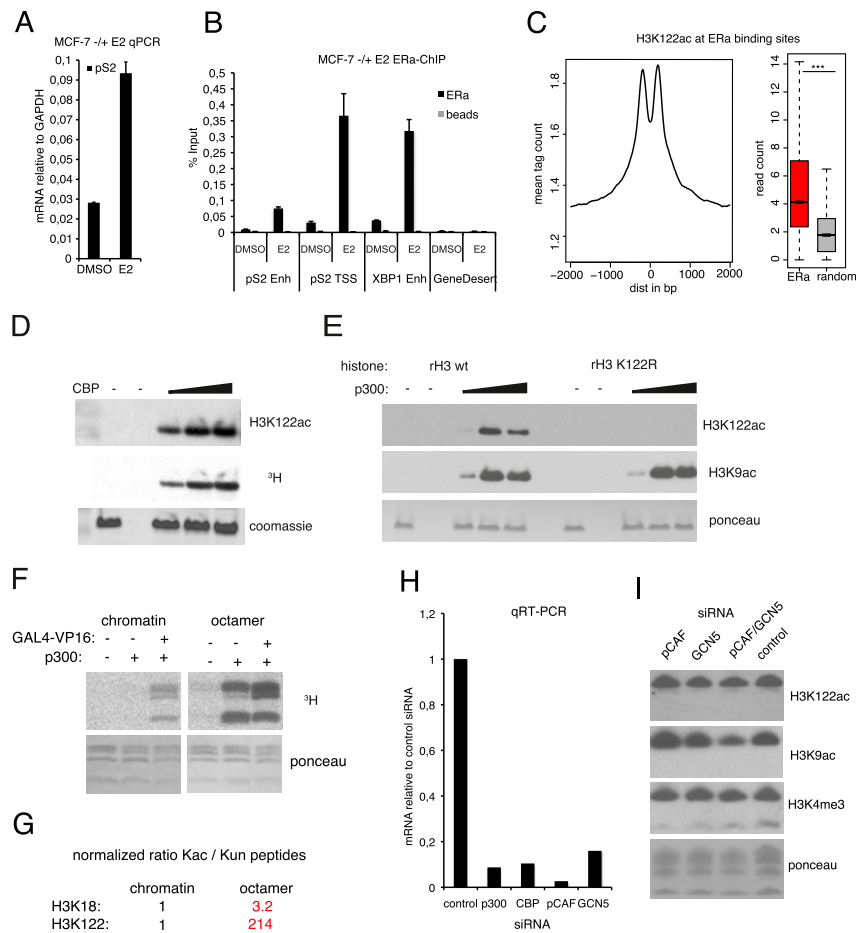 A
MCF-7 -/+ E2 qPCR
pS2
mRNA relative to GAPDH
0,1
0,09
0,08
0,07
0,06
0,05
0,04
0,03
0,02
0,01
0
DMSO E2
B
MCF-7 -/+ E2 ERa-ChIP
ERa
beads
% Input
0,5
0,45
0,4
0,35
0,3
0,25
0,2
0,15
0,1
0,05
0
DMSO E2 DMSO E2 DMSO E2 DMSO E2
pS2 Enh pS2 TSS XBP1 Enh GeneDesert
C
H3K122ac at ERa binding sites
mean tag count
1.8
1.6
1.4
1.2
−2000 −1000 0 1000 2000
dist in bp
read count
14
12
10
8
6
4
2
0
***
ERa random
D
CBP - -
H3K122ac
3H
coomassie
E
histone: rH3 wt rH3 K122R
p300: - - - -
H3K122ac
H3K9ac
ponceau
F
chromatin octamer
GAL4-VP16: - - + - - +
p300: - + + - + +
3H
ponceau
G
normalized ratio Kac / Kun peptides
chromatin octamer
H3K18: 1 3.2
H3K122: 1 214
H
qRT-PCR
mRNA relative to control siRNA
1,2
1
0,8
0,6
0,4
0,2
0
control p300 CBP pCAF GCN5
siRNA
I
siRNA
pCAF
GCN5
pCAF/GCN5
control
H3K122ac
H3K9ac
H3K4me3
ponceau